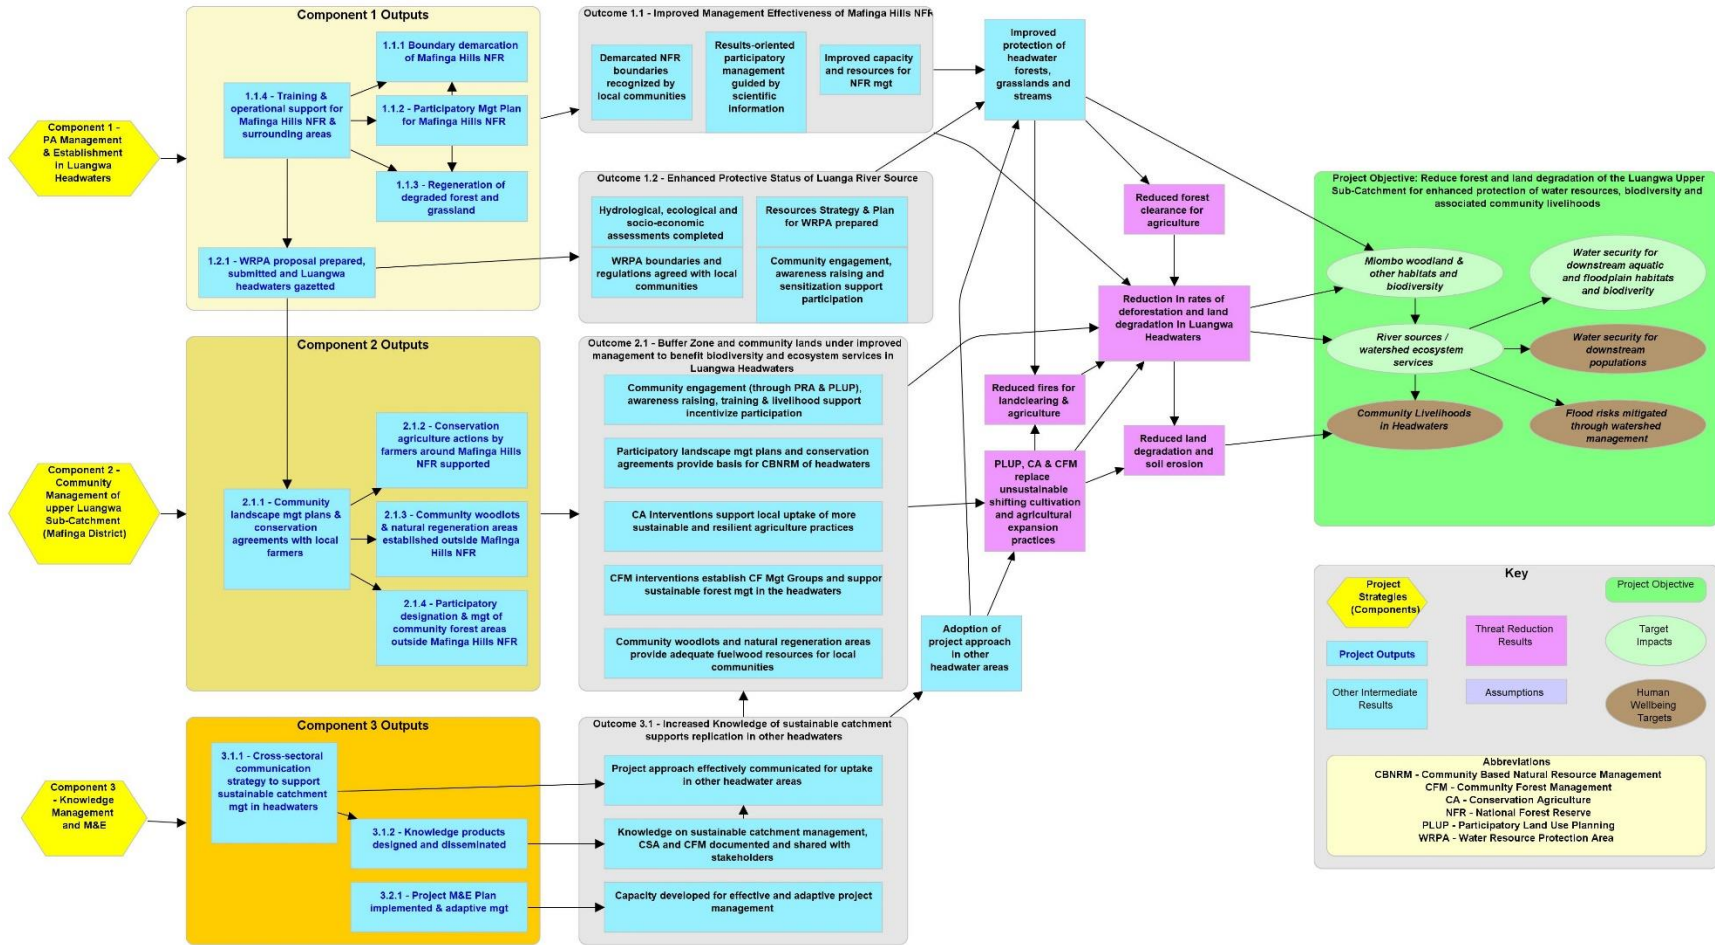 Component 1 -
PA Management
& Establishment
in Luangwa
Headwaters
Component 1 Outputs
1.1.1 Boundary demarcation
of Mafinga Hills NFR
1.1.4 - Training &
operational support for
Mafinga Hills NFR &
surrounding areas
1.1.2 - Participatory Mgt Plan
for Mafinga Hills NFR
1.1.3 - Regeneration of
degraded forest and
grassland
1.2.1 - WRPA proposal prepared,
submitted and Luangwa
headwaters gazetted
Outcome 1.1 - Improved Management Effectiveness of Mafinga Hills NFR
Demarcated NFR
boundaries
recognized by
local communities
Results-oriented
participatory
management
guided by
scientific
information
Improved capacity
and resources for
NFR mgt
Outcome 1.2 - Enhanced Protective Status of Luanga River Source
Hydrological, ecological and
socio-economic
assessments completed
Resources Strategy & Plan
for WRPA prepared
WRPA boundaries and
regulations agreed with local
communities
Community engagement,
awareness raising and
sensitization support
participation
Component 2 -
Community
Management of
upper Luangwa
Sub-Catchment
(Mafinga District)
Component 2 Outputs
2.1.2 - Conservation
agriculture actions by
farmers around Mafinga Hills
NFR supported
2.1.1 - Community
landscape mgt plans &
conservation
agreements with local
farmers
2.1.3 - Community woodlots
& natural regeneration areas
established outside Mafinga
Hills NFR
2.1.4 - Participatory
designation & mgt of
community forest areas
outside Mafinga Hills NFR
Outcome 2.1 - Buffer Zone and community lands under improved
management to benefit biodiversity and ecosystem services in
Luangwa Headwaters
Community engagement (through PRA & PLUP),
awareness raising, training & livelihood support
incentivize participation
Participatory landscape mgt plans and conservation
agreements provide basis for CBNRM of headwaters
CA interventions support local uptake of more
sustainable and resilient agriculture practices
CFM interventions establish CF Mgt Groups and suppor
sustainable forest mgt in the headwaters
Community woodlots and natural regeneration areas
provide adequate fuelwood resources for local
communities
Component 3
- Knowledge
Management
and M&E
Component 3 Outputs
3.1.1 - Cross-sectoral
communication
strategy to support
sustainable catchment
mgt in headwaters
3.1.2 - Knowledge products
designed and disseminated
3.2.1 - Project M&E Plan
implemented & adaptive mgt
Outcome 3.1 - Increased Knowledge of sustainable catchment
supports replication in other headwaters
Project approach effectively communicated for uptake
in other headwater areas
Knowledge on sustainable catchment management,
CSA and CFM documented and shared with
stakeholders
Capacity developed for effective and adaptive project
management
Improved
protection of
headwater
forests,
grasslands and
streams
Reduced forest
clearance for
agriculture
Reduction in rates of
deforestation and land
degradation in Luangwa
Headwaters
Reduced fires for
landclearing &
agriculture
Reduced land
degradation and
soil erosion
PLUP, CA & CFM
replace
unsustainable
shifting cultivation
and agricultural
expansion
practices
Adoption of
project approach
in other
headwater areas
Project Objective: Reduce forest and land degradation of the Luangwa Upper
Sub-Catchment for enhanced protection of water resources, biodiversity and
associated community livelihoods
Miombo woodland &
other habitats and
biodiversity
Water security for
downstream aquatic
and floodplain habitats
and biodiverity
River sources /
watershed ecosystem
services
Water security for
downstream
populations
Community Livelihoods
in Headwaters
Flood risks mitigated
through watershed
management
Key
Project
Strategies
(Components)
Project Objective
Threat Reduction
Results
Target
Impacts
Project Outputs
Other Intermediate
Results
Assumptions
Human
Wellbeing
Targets
Abbreviations
CBNRM - Community Based Natural Resource Management
CFM - Community Forest Management
CA - Conservation Agriculture
NFR - National Forest Reserve
PLUP - Participatory Land Use Planning
WRPA - Water Resource Protection Area